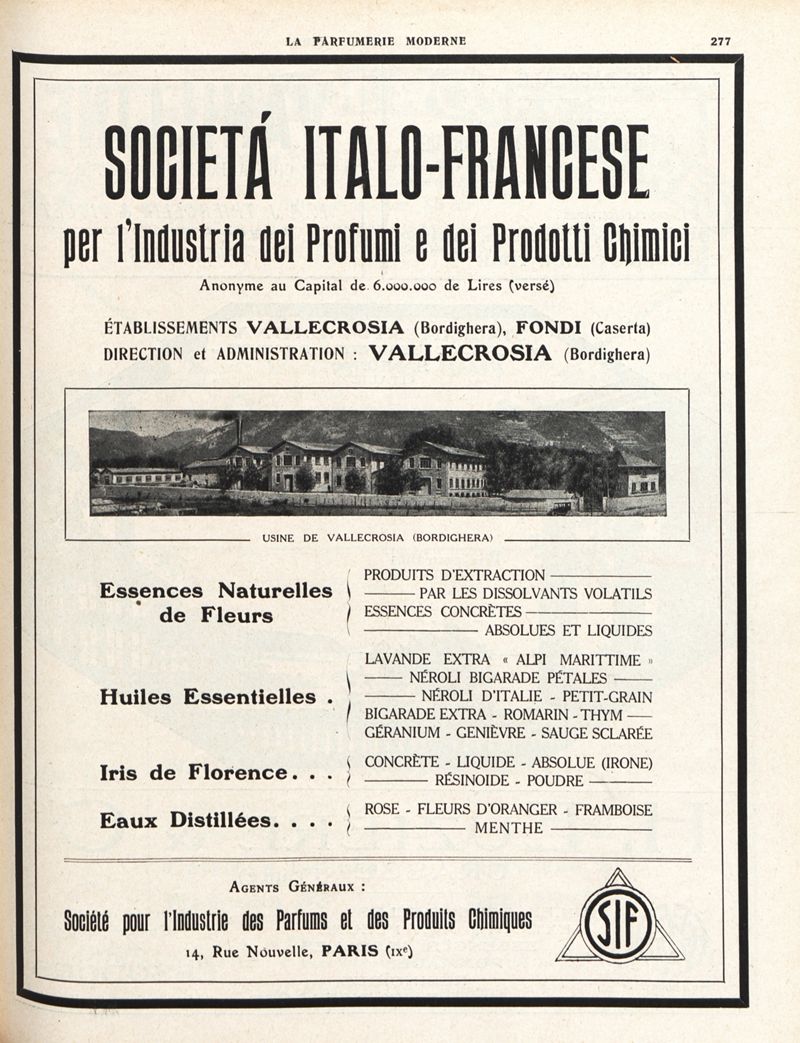 LA PARFUMERIE MODERNE
277
SOCIETÁ ITALO-FRANCESE
per l'Industria dei Profumi e dei Prodotti Chimici
Anonyme au Capital de 6.000.000 de Lires (versé)
ÉTABLISSEMENTS VALLECROSIA (Bordighera), FONDI (Caserta)
DIRECTION et ADMINISTRATION : VALLECROSIA (Bordighera)
USINE DE VALLECROSIA (BORDIGHERA)
Essences Naturelles
de Fleurs
PRODUITS D'EXTRACTION
PAR LES DISSOLVANTS VOLATILS
ESSENCES CONCRÈTES
ABSOLUES ET LIQUIDES
Huiles Essentielles .
LAVANDE EXTRA « ALPI MARITTIME »
NÉROLI BIGARADE PÉTALES
NÉROLI D'ITALIE - PETIT-GRAIN
BIGARADE EXTRA - ROMARIN - THYM
GÉRANIUM - GENIÈVRE - SAUGE SCLARÉE
Iris de Florence. . .
CONCRÈTE - LIQUIDE - ABSOLUE (IRONE)
RÉSINOIDE - POUDRE
Eaux Distillées. . . .
ROSE - FLEURS D'ORANGER - FRAMBOISE
MENTHE
AGENTS GÉNÉRAUX :
Société pour l'Industrie des Parfums et des Produits Chimiques
14, Rue Nouvelle, PARIS (IXe)
SIF